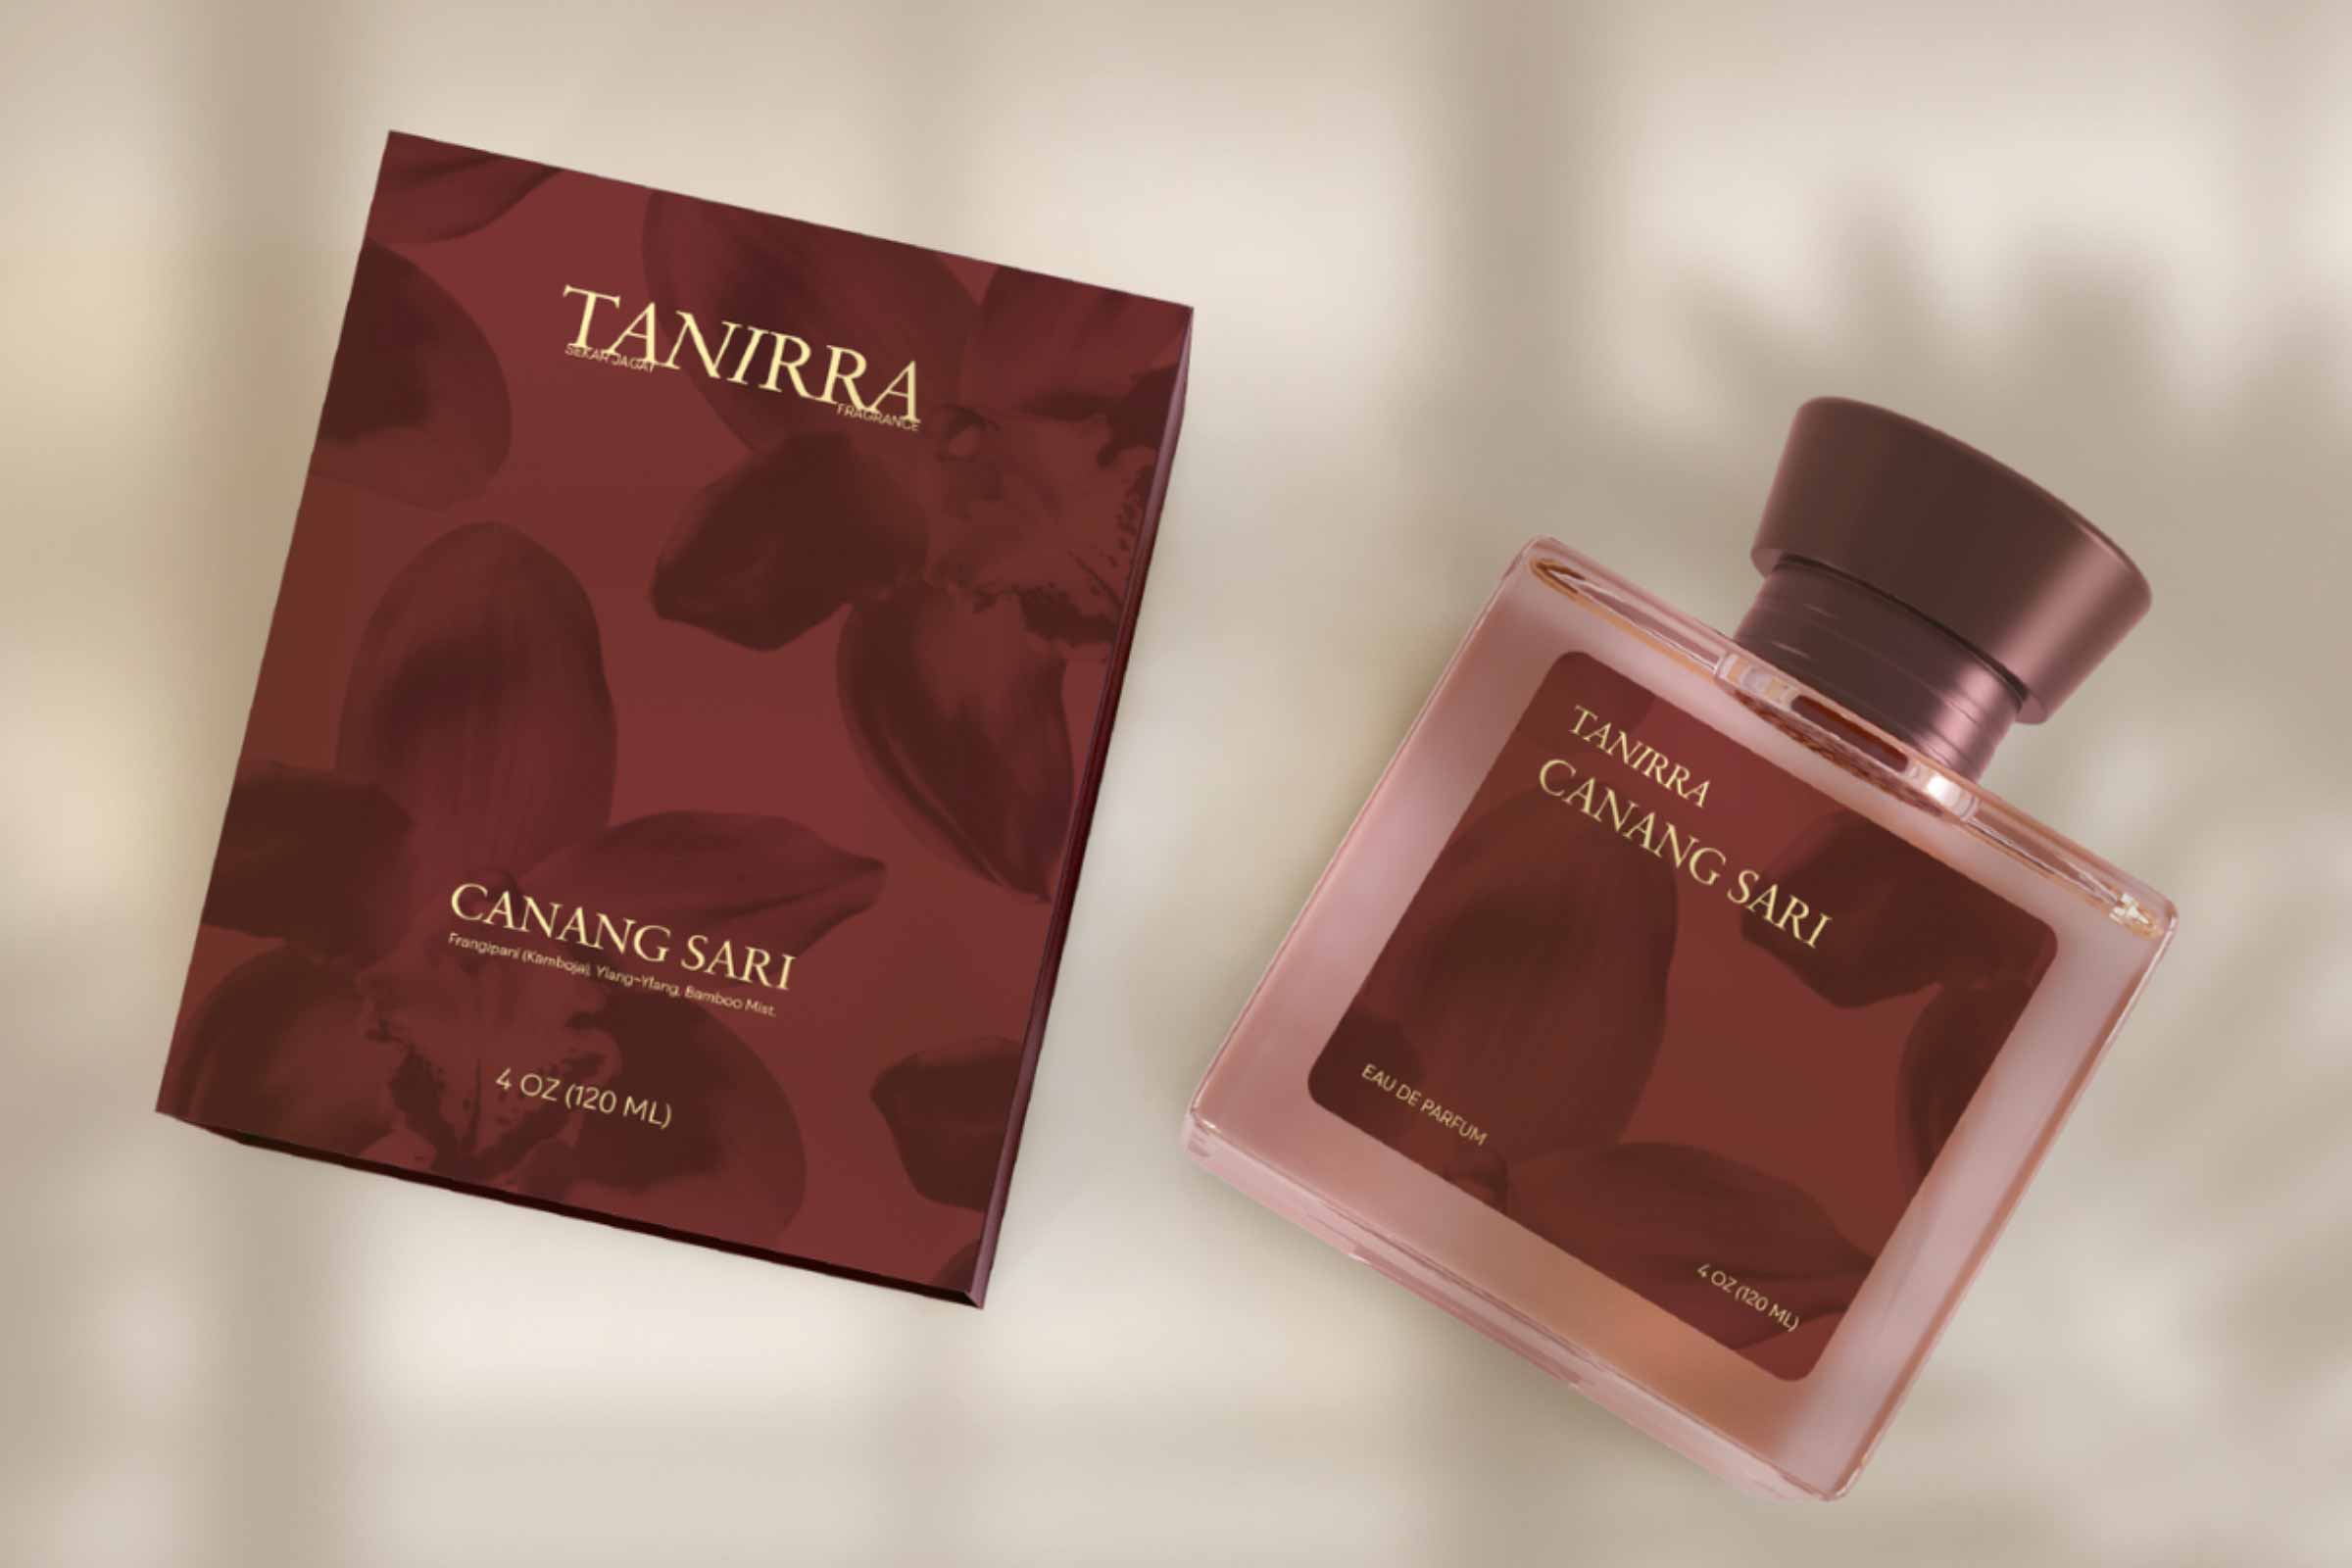 TANIRRA
SEKAR JAGAT
FRAGRANCE
CANANG SARI
Frangipani (Kamboja), Ylang-Ylang, Bamboo Mist.
4 OZ (120 ML)
TANIRRA
CANANG SARI
EAU DE PARFUM
4 OZ (120 ML)